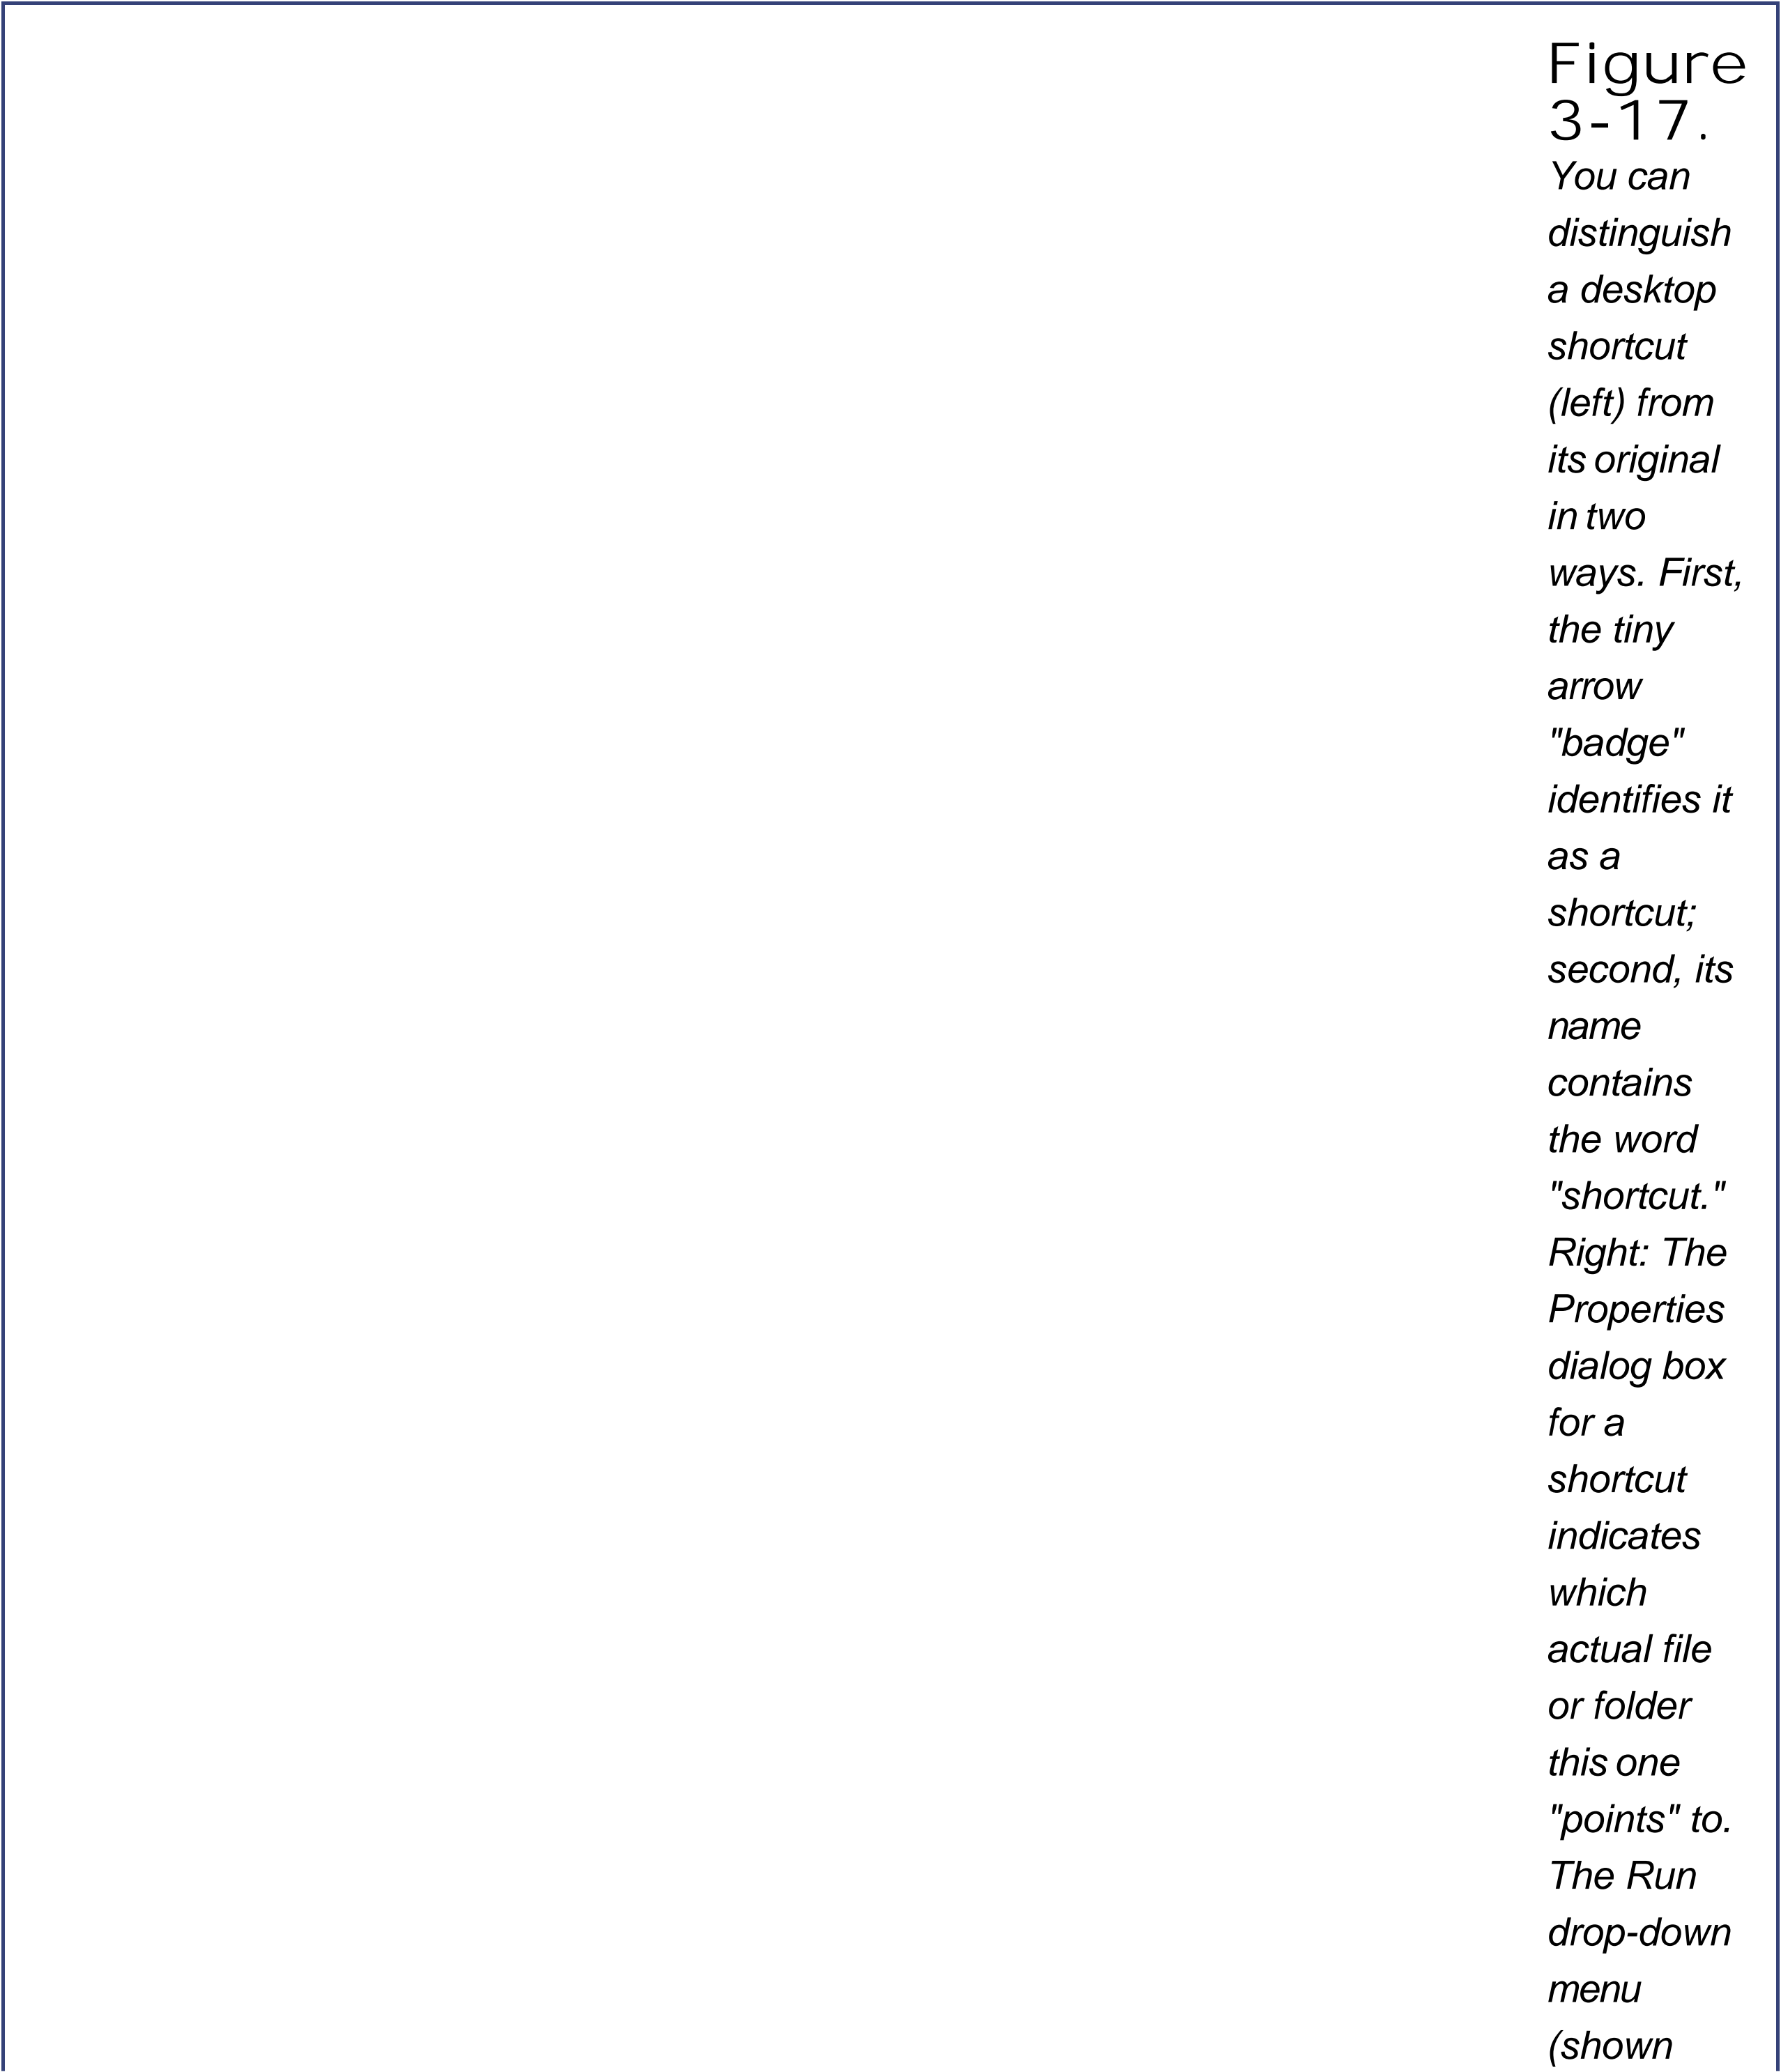 Figure
3-17.
You can
distinguish
a desktop
shortcut
(left) from
its original
in two
ways. First,
the tiny
arrow
"badge"
identifies it
as a
shortcut;
second, its
name
contains
the word
"shortcut."
Right: The
Properties
dialog box
for a
shortcut
indicates
which
actual file
or folder
this one
"points" to.
The Run
drop-down
menu
(shown